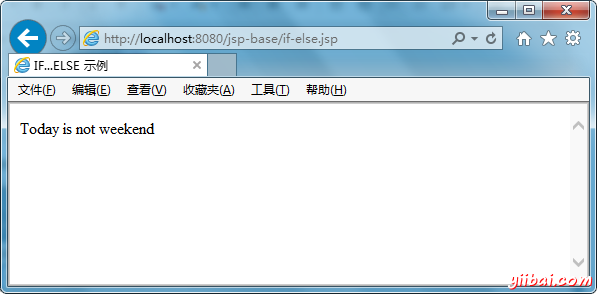 http://localhost:8080/jsp-base/if-else.jsp
IF...ELSE 示例
文件(F) 编辑(E) 查看(V) 收藏夹(A) 工具(T) 帮助(H)
Today is not weekend
yiibai.com